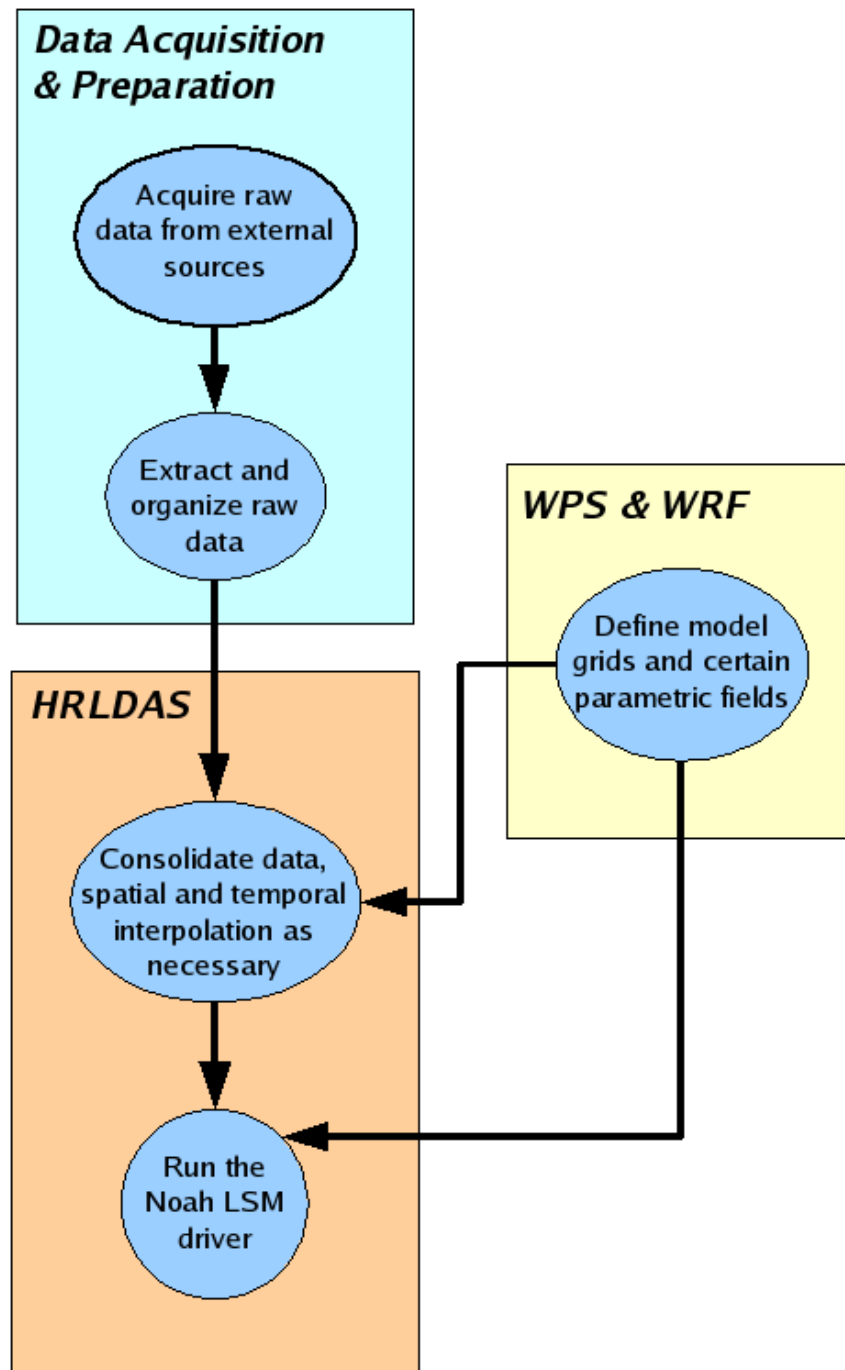 Data Acquisition
& Preparation
Acquire raw
data from external
sources
Extract and
organize raw
data
WPS & WRF
Define model
grids and certain
parametric fields
HRLDAS
Consolidate data,
spatial and temporal
interpolation as
necessary
Run the
Noah LSM
driver